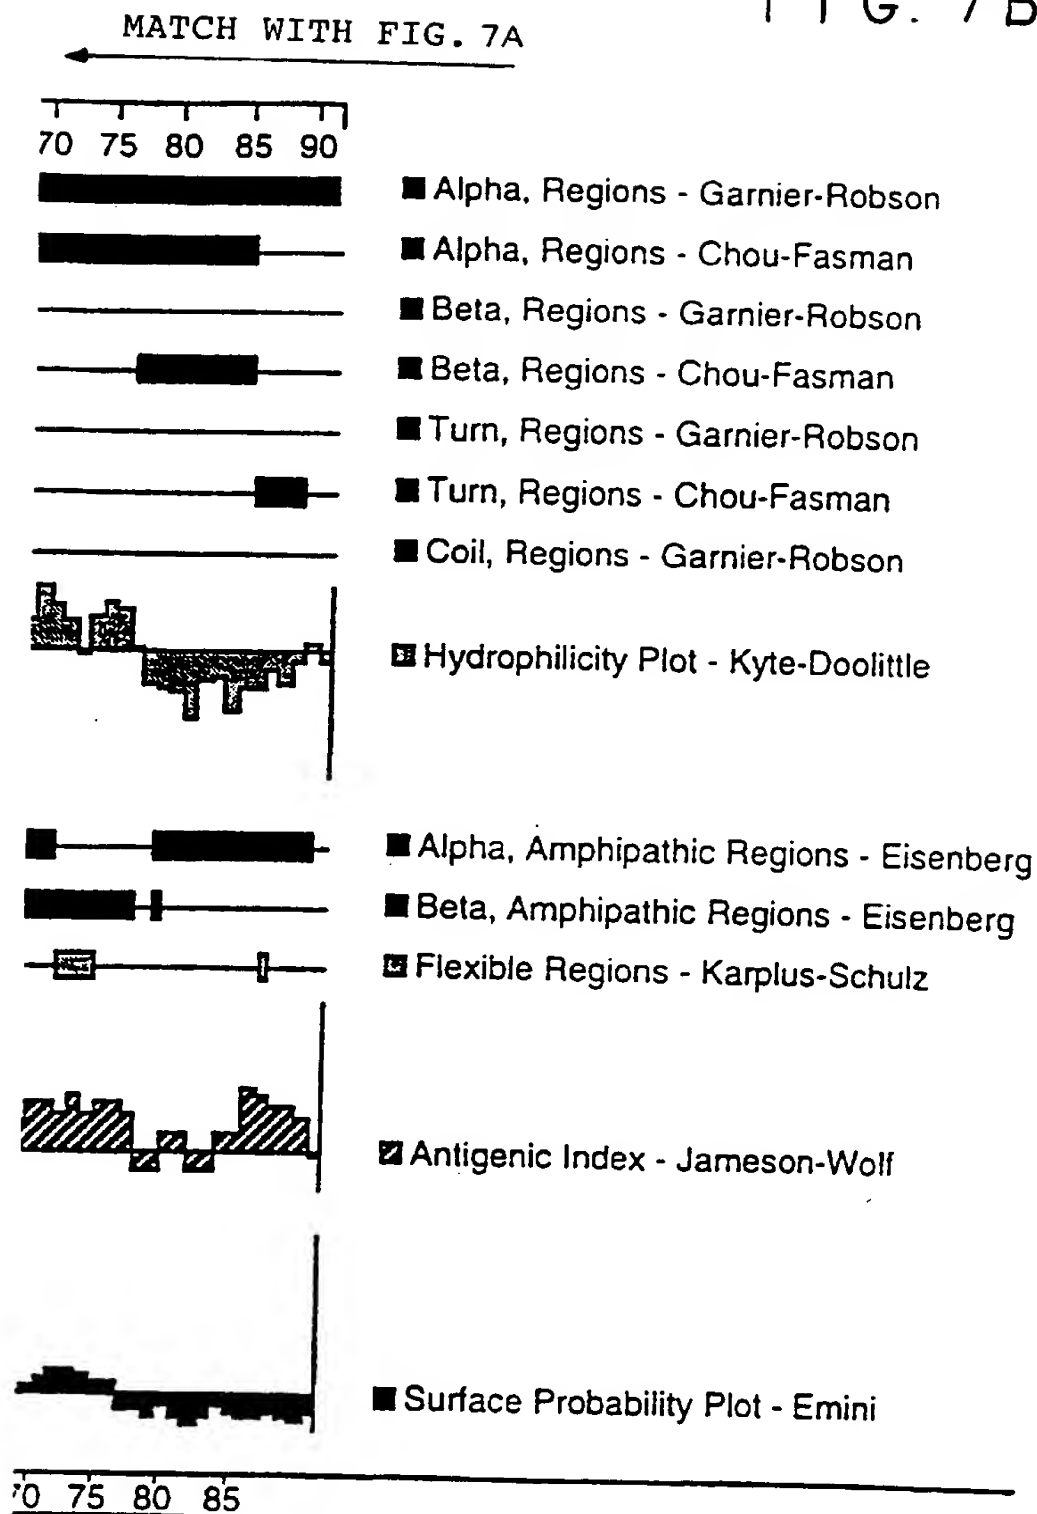 FIG. 7B
MATCH WITH FIG. 7A
70 75 80 85 90
Alpha, Regions - Garnier-Robson
Alpha, Regions - Chou-Fasman
Beta, Regions - Garnier-Robson
Beta, Regions - Chou-Fasman
Turn, Regions - Garnier-Robson
Turn, Regions - Chou-Fasman
Coil, Regions - Garnier-Robson
Hydrophilicity Plot - Kyte-Doolittle
Alpha, Amphipathic Regions - Eisenberg
Beta, Amphipathic Regions - Eisenberg
Flexible Regions - Karplus-Schulz
Antigenic Index - Jameson-Wolf
Surface Probability Plot - Emini
70 75 80 85